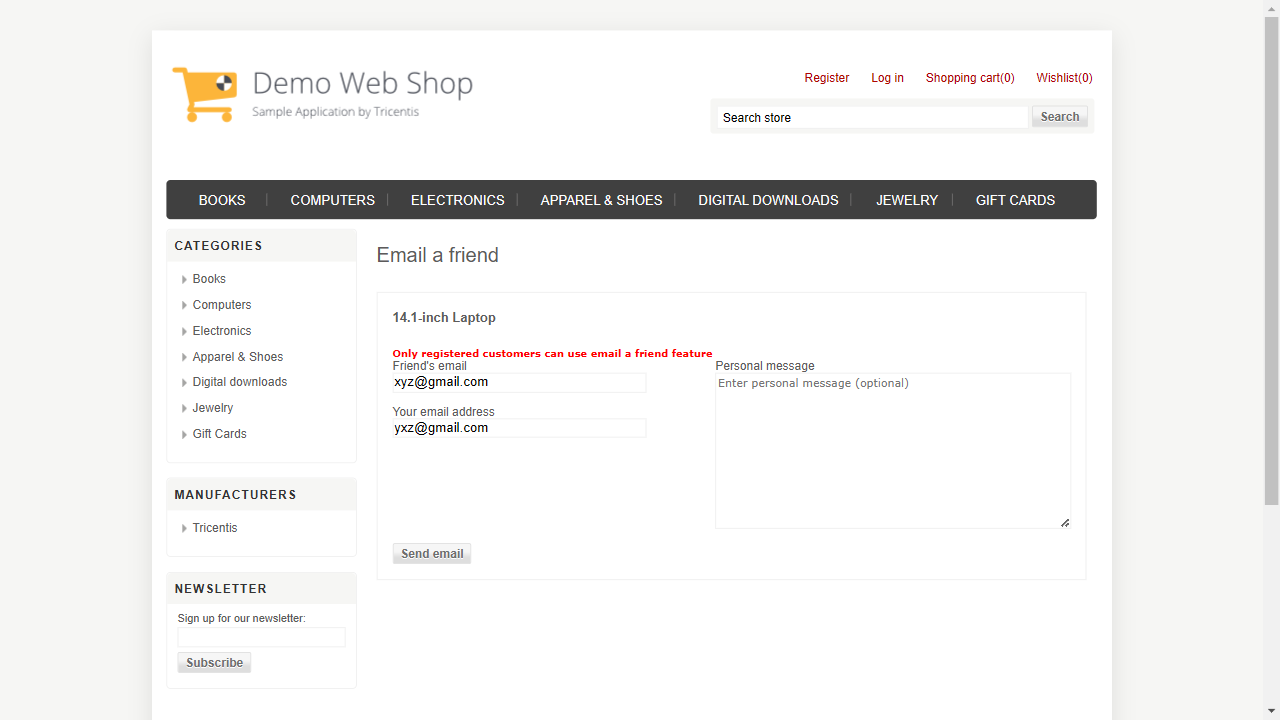 Demo Web Shop
Sample Application by Tricentis
Register Log in Shopping cart(0) Wishlist(0)
Search store Search
BOOKS COMPUTERS ELECTRONICS APPAREL & SHOES DIGITAL DOWNLOADS JEWELRY GIFT CARDS
CATEGORIES
Books
Computers
Electronics
Apparel & Shoes
Digital downloads
Jewelry
Gift Cards
MANUFACTURERS
Tricentis
NEWSLETTER
Sign up for our newsletter:
Subscribe
Email a friend
14.1-inch Laptop
Only registered customers can use email a friend feature
Friend's email
xyz@gmail.com
Your email address
yxz@gmail.com
Personal message
Enter personal message (optional)
Send email